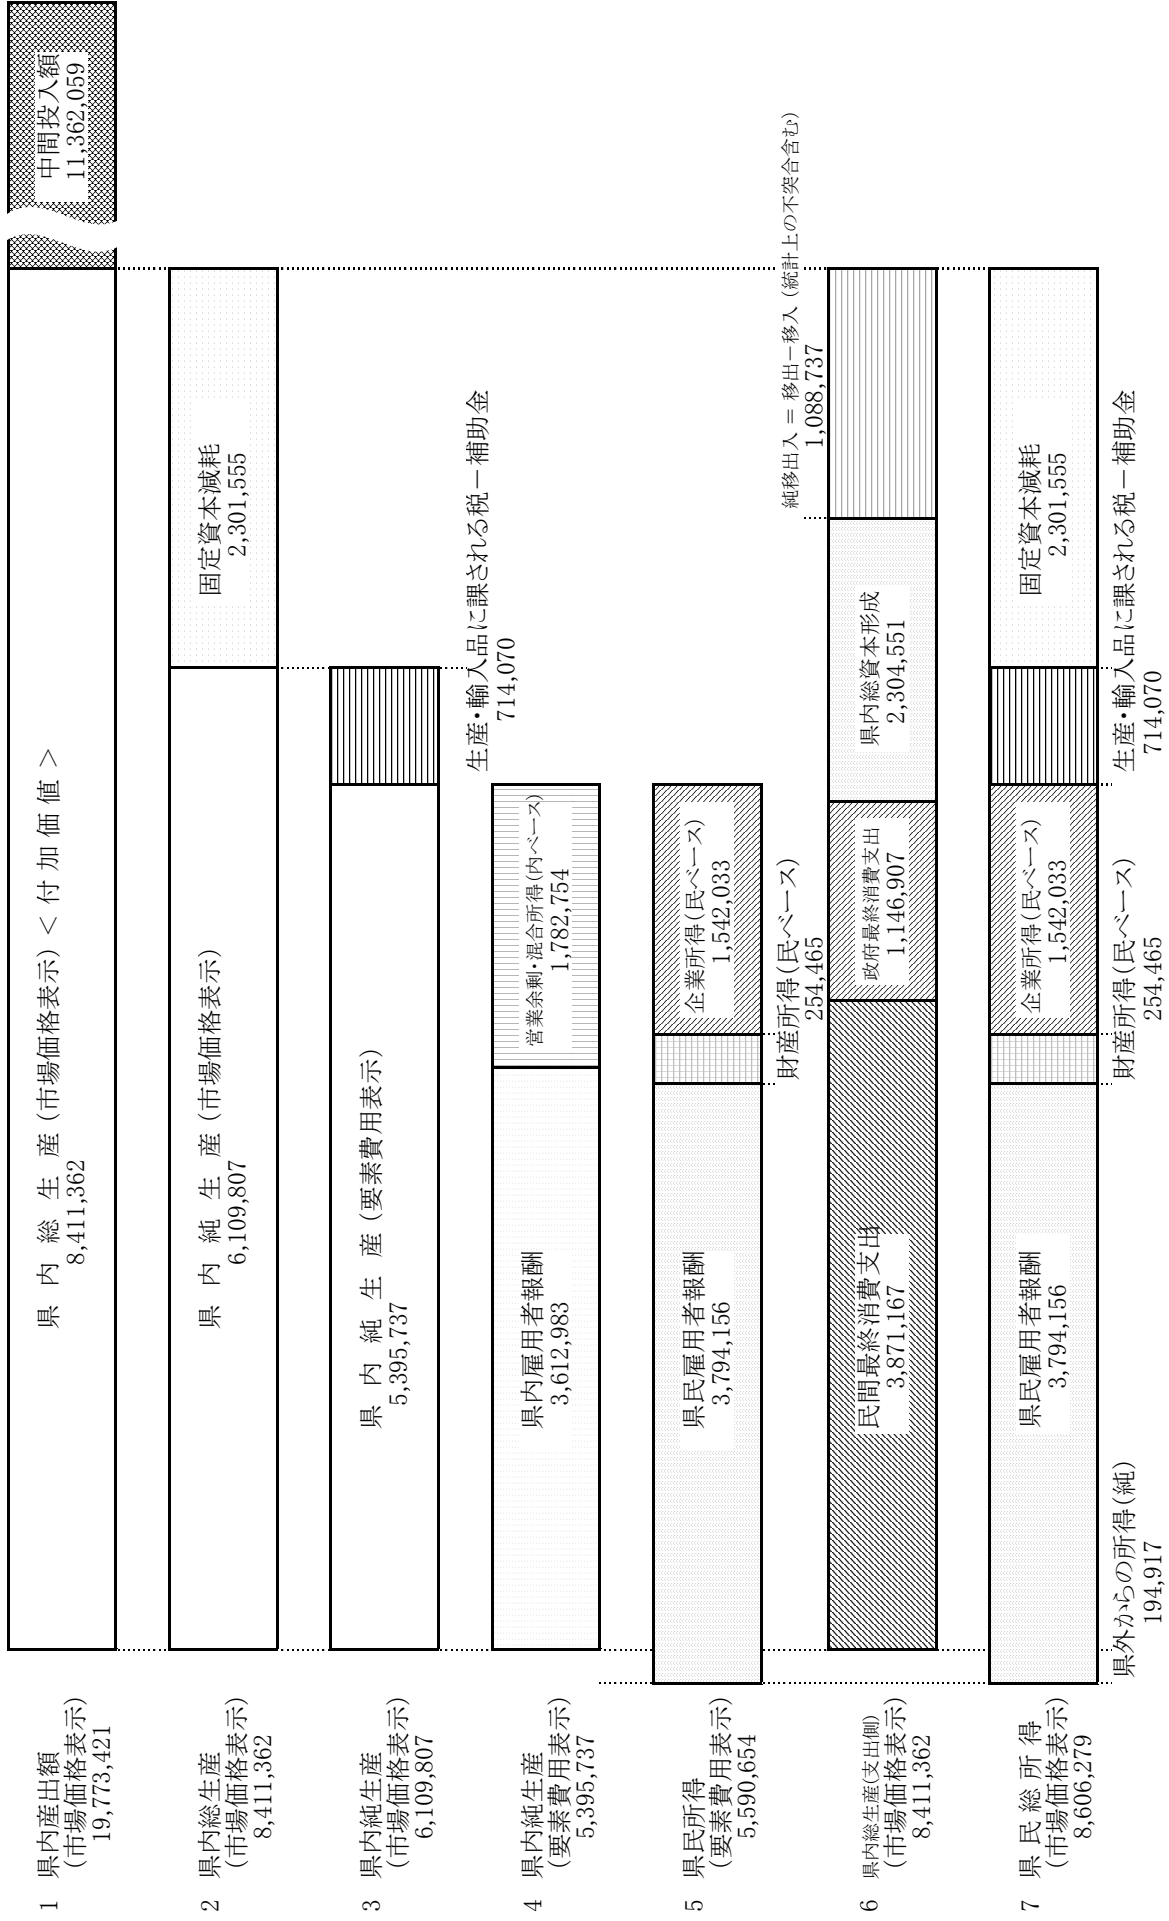 1 県内産出額
(市場価格表示)
19,773,421
県 内 総 生 産 (市場価格表示) < 付 加 価 値 >
8,411,362
中間投入額
11,362,059
2 県内総生産
(市場価格表示)
8,411,362
県 内 純 生 産 (市場価格表示)
6,109,807
固定資本減耗
2,301,555
3 県内純生産
(市場価格表示)
6,109,807
県 内 純 生 産 (要素費用表示)
5,395,737
生産・輸入品に課される税－補助金
714,070
4 県内純生産
(要素費用表示)
5,395,737
県内雇用者報酬
3,612,983
営業余剰・混合所得(内ベース)
1,782,754
5 県民所得
(要素費用表示)
5,590,654
県民雇用者報酬
3,794,156
企業所得(民ベース)
1,542,033
財産所得(民ベース)
254,465
純移出入 = 移出－移入 (統計上の不突合含む)
1,088,737
6 県内総生産(支出側)
(市場価格表示)
8,411,362
民間最終消費支出
3,871,167
政府最終消費支出
1,146,907
県内総資本形成
2,304,551
7 県 民 総 所 得
(市場価格表示)
8,606,279
県民雇用者報酬
3,794,156
企業所得(民ベース)
1,542,033
固定資本減耗
2,301,555
県外からの所得(純)
194,917
財産所得(民ベース)
254,465
生産・輸入品に課される税－補助金
714,070